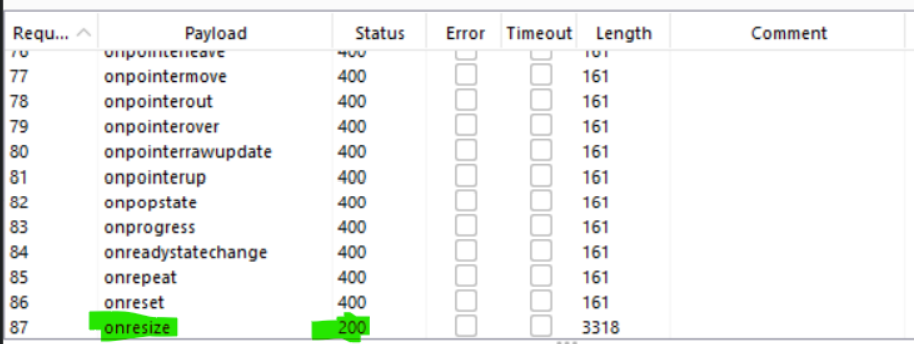 Requ... Payload Status Error Timeout Length Comment
76 onpointerleave 400 161
77 onpointermove 400 161
78 onpointerout 400 161
79 onpointerover 400 161
80 onpointerrawupdate 400 161
81 onpointerup 400 161
82 onpopstate 400 161
83 onprogress 400 161
84 onreadystatechange 400 161
85 onrepeat 400 161
86 onreset 400 161
87 onresize 200 3318